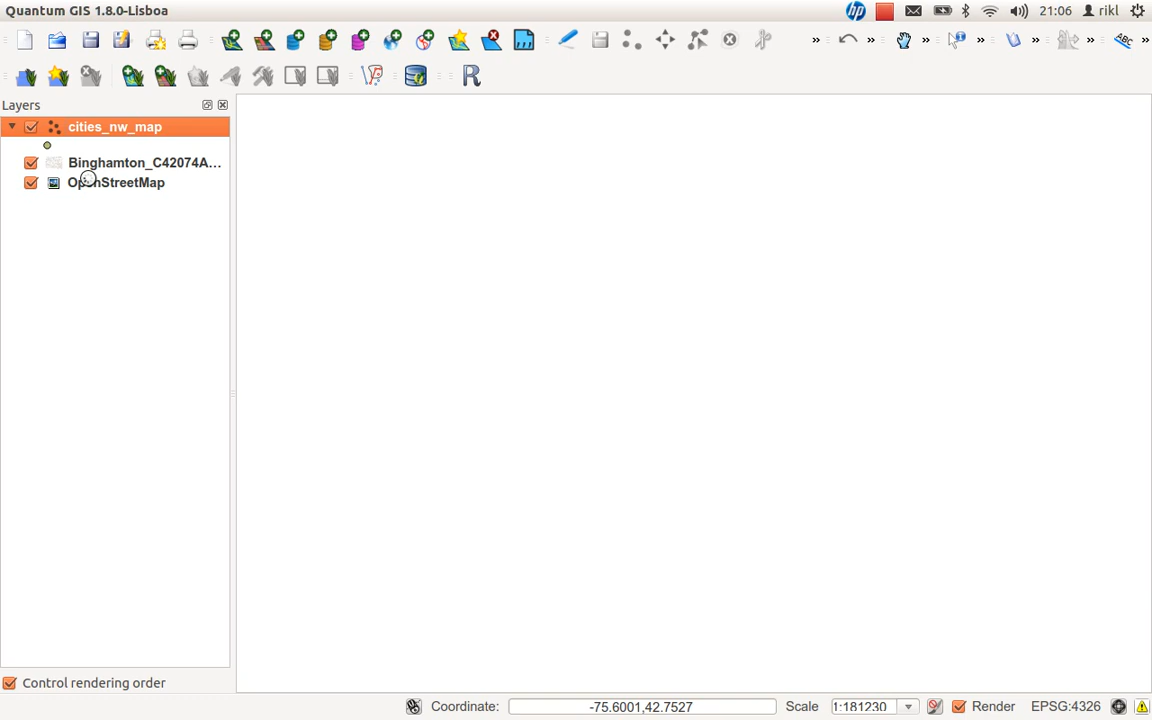 Quantum GIS 1.8.0-Lisboa
21:06 rikl
Layers
cities_nw_map
Binghamton_C42074A...
OpenStreetMap
Control rendering order
Coordinate: -75.6001,42.7527 Scale 1:181230 Render EPSG:4326